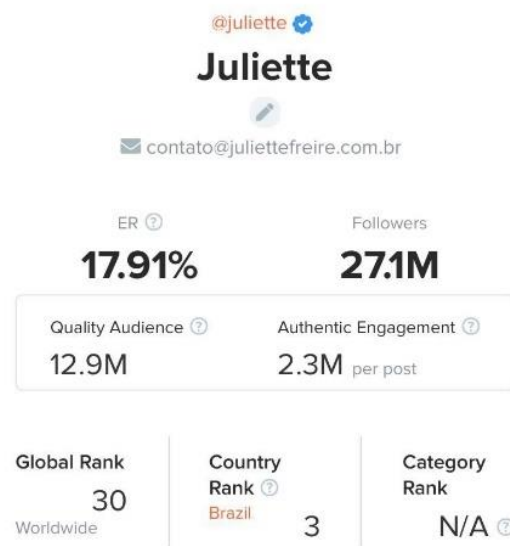 @juliette
Juliette
contato@juliettefreire.com.br
ER ?
Followers
17.91%
27.1M
Quality Audience ?
Authentic Engagement ?
12.9M
2.3M per post
Global Rank
30
Worldwide
Country
Rank ?
Brazil
3
Category
Rank
N/A ?